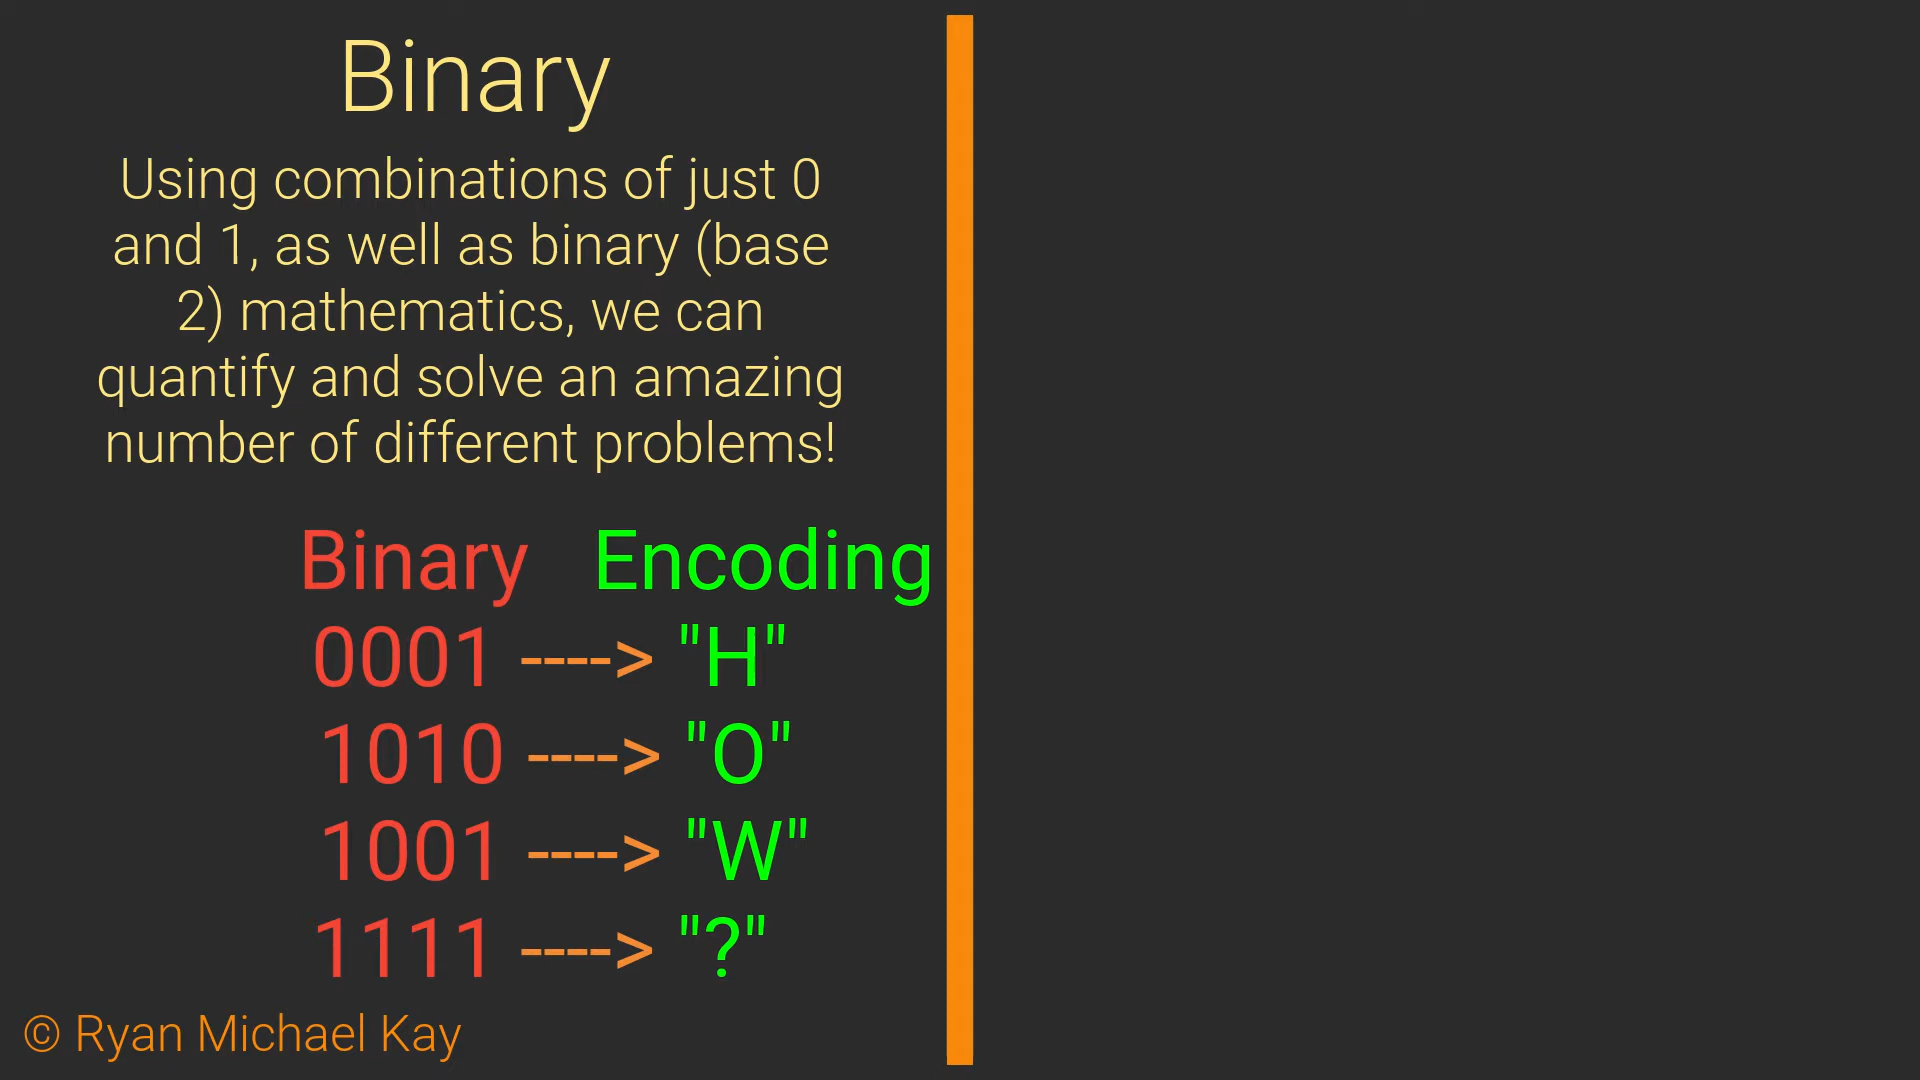 Binary
Using combinations of just 0
and 1, as well as binary (base
2) mathematics, we can
quantify and solve an amazing
number of different problems!
Binary Encoding
0001 ----> "H"
1010 ----> "O"
1001 ----> "W"
1111 ----> "?"
© Ryan Michael Kay